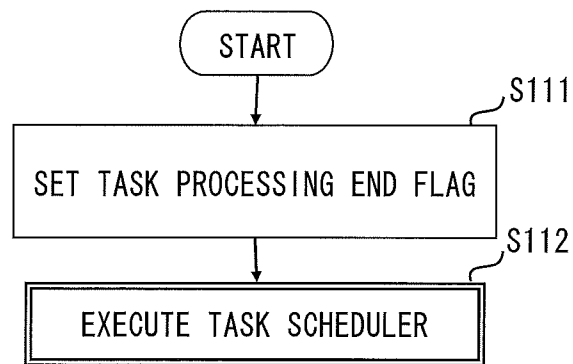 START
S111
SET TASK PROCESSING END FLAG
S112
EXECUTE TASK SCHEDULER